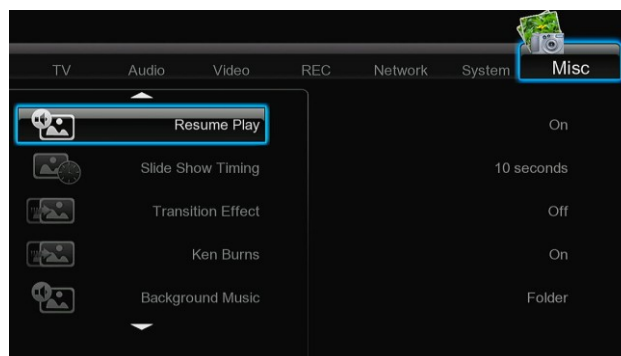 TV Audio Video REC Network System Misc
Resume Play On
Slide Show Timing 10 seconds
Transition Effect Off
Ken Burns On
Background Music Folder